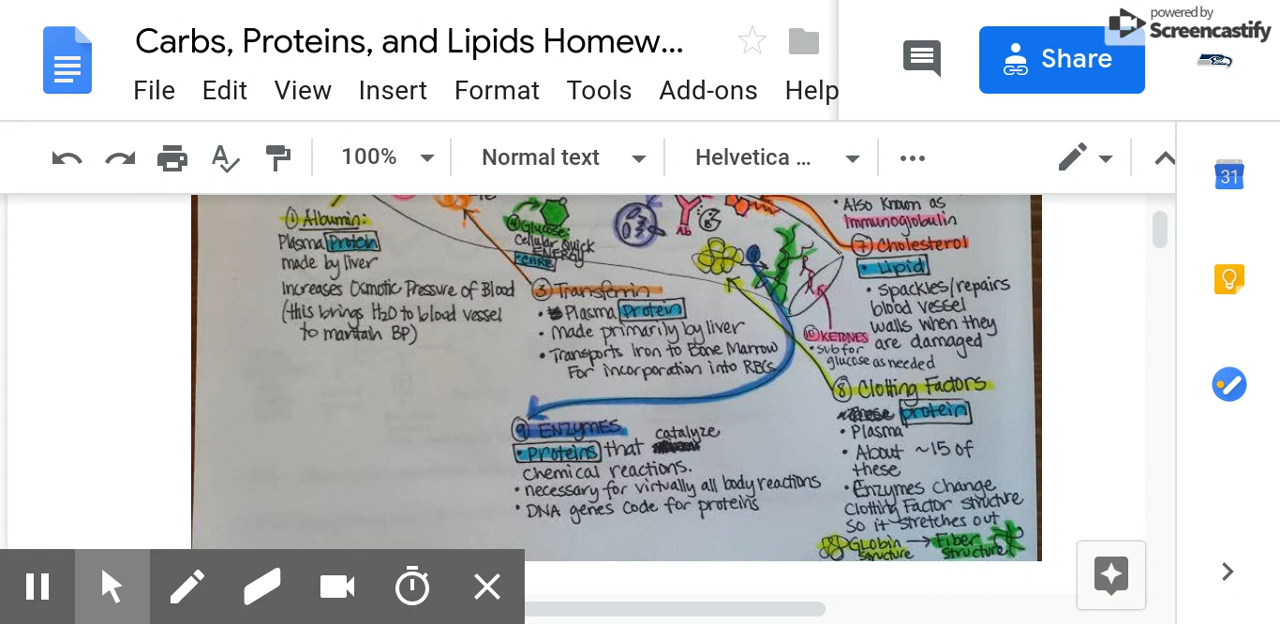 Carbs, Proteins, and Lipids Homew...
powered by
Screencastify
File Edit View Insert Format Tools Add-ons Help
Share
100% Normal text Helvetica ...
31
① Albumin:
Plasma Protein
made by liver
Increases Osmotic Pressure of Blood
(this brings H2O to blood vessel
to maintain BP)
④ Glucose:
Cellular Quick
ENERGY
• CARB
Ab
③ Transferrin
• Plasma Protein
• made primarily by liver
• Transports Iron to Bone Marrow
For incorporation into RBCs
• Also known as
Immunoglobulin
⑦ Cholesterol
• Lipid
• Spackles/repairs
blood vessel
walls when they
are damaged
⑩ KETONES
• sub for
glucose as needed
⑧ Clotting Factors
protein
• Plasma
• About ~15 of
these
• Enzymes Change
Clotting Factor structure
So it stretches out
Globin → Fiber
structure structure
⑨ ENZYMES
• Proteins that catalyze
chemical reactions.
• necessary for virtually all body reactions
• DNA genes code for proteins